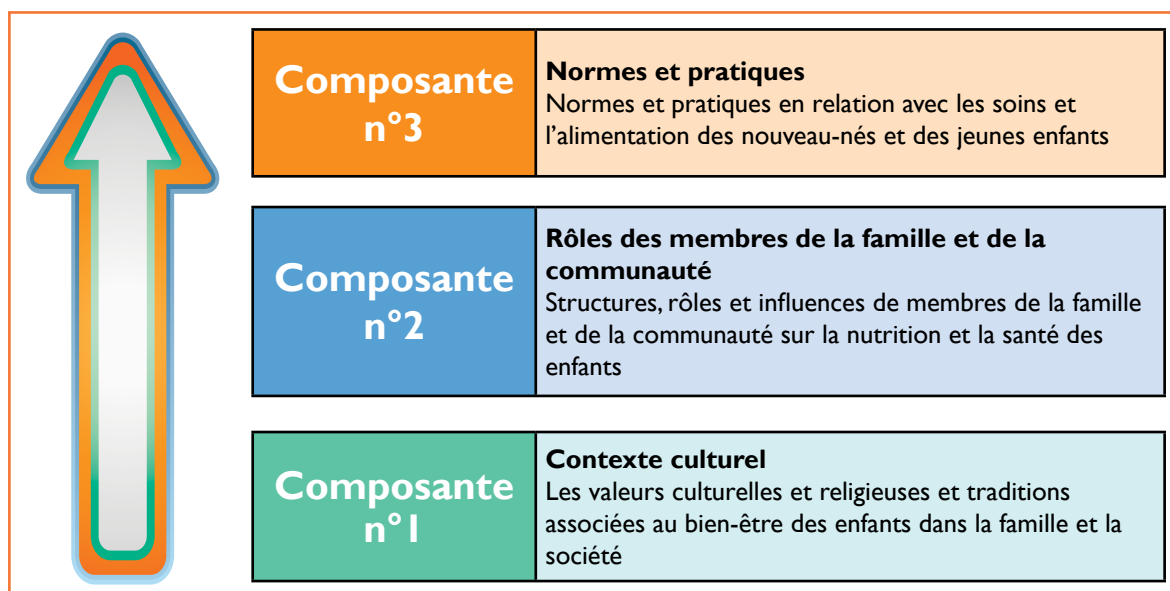 Composante
n°3
Normes et pratiques
Normes et pratiques en relation avec les soins et
l’alimentation des nouveau-nés et des jeunes enfants
Composante
n°2
Rôles des membres de la famille et de la
communauté
Structures, rôles et influences de membres de la famille
et de la communauté sur la nutrition et la santé des
enfants
Composante
n°1
Contexte culturel
Les valeurs culturelles et religieuses et traditions
associées au bien-être des enfants dans la famille et la
société